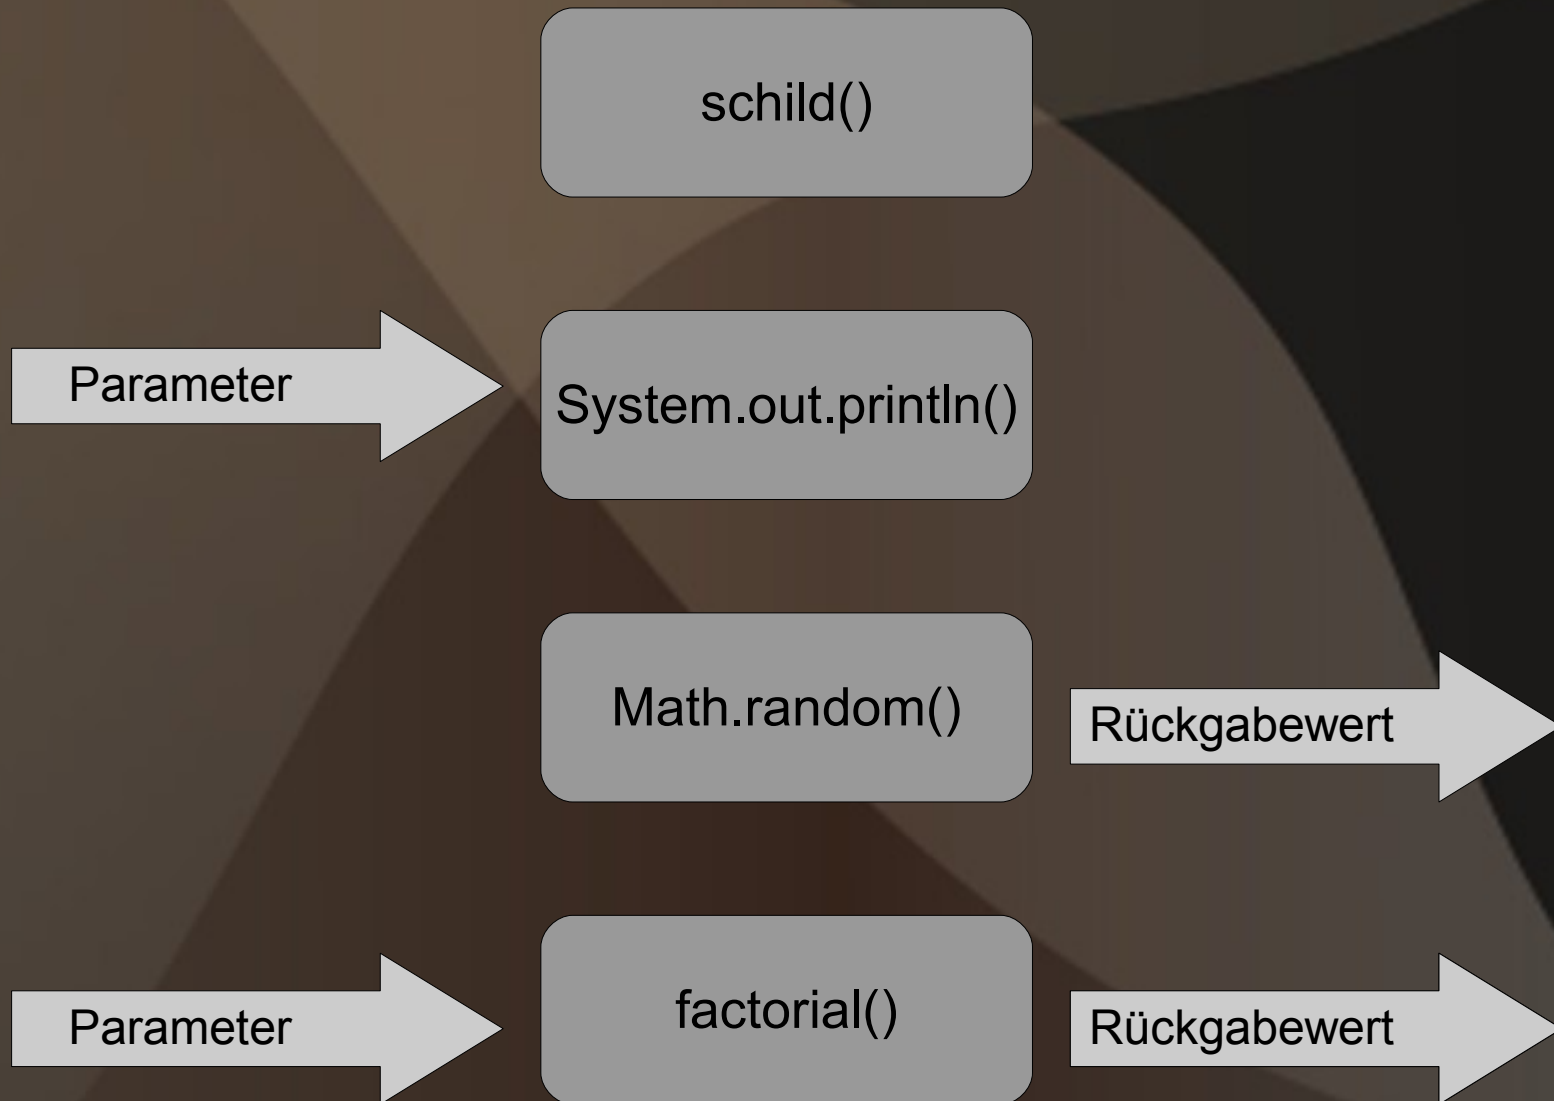 schild()
Parameter
System.out.println()
Math.random()
Rückgabewert
Parameter
factorial()
Rückgabewert